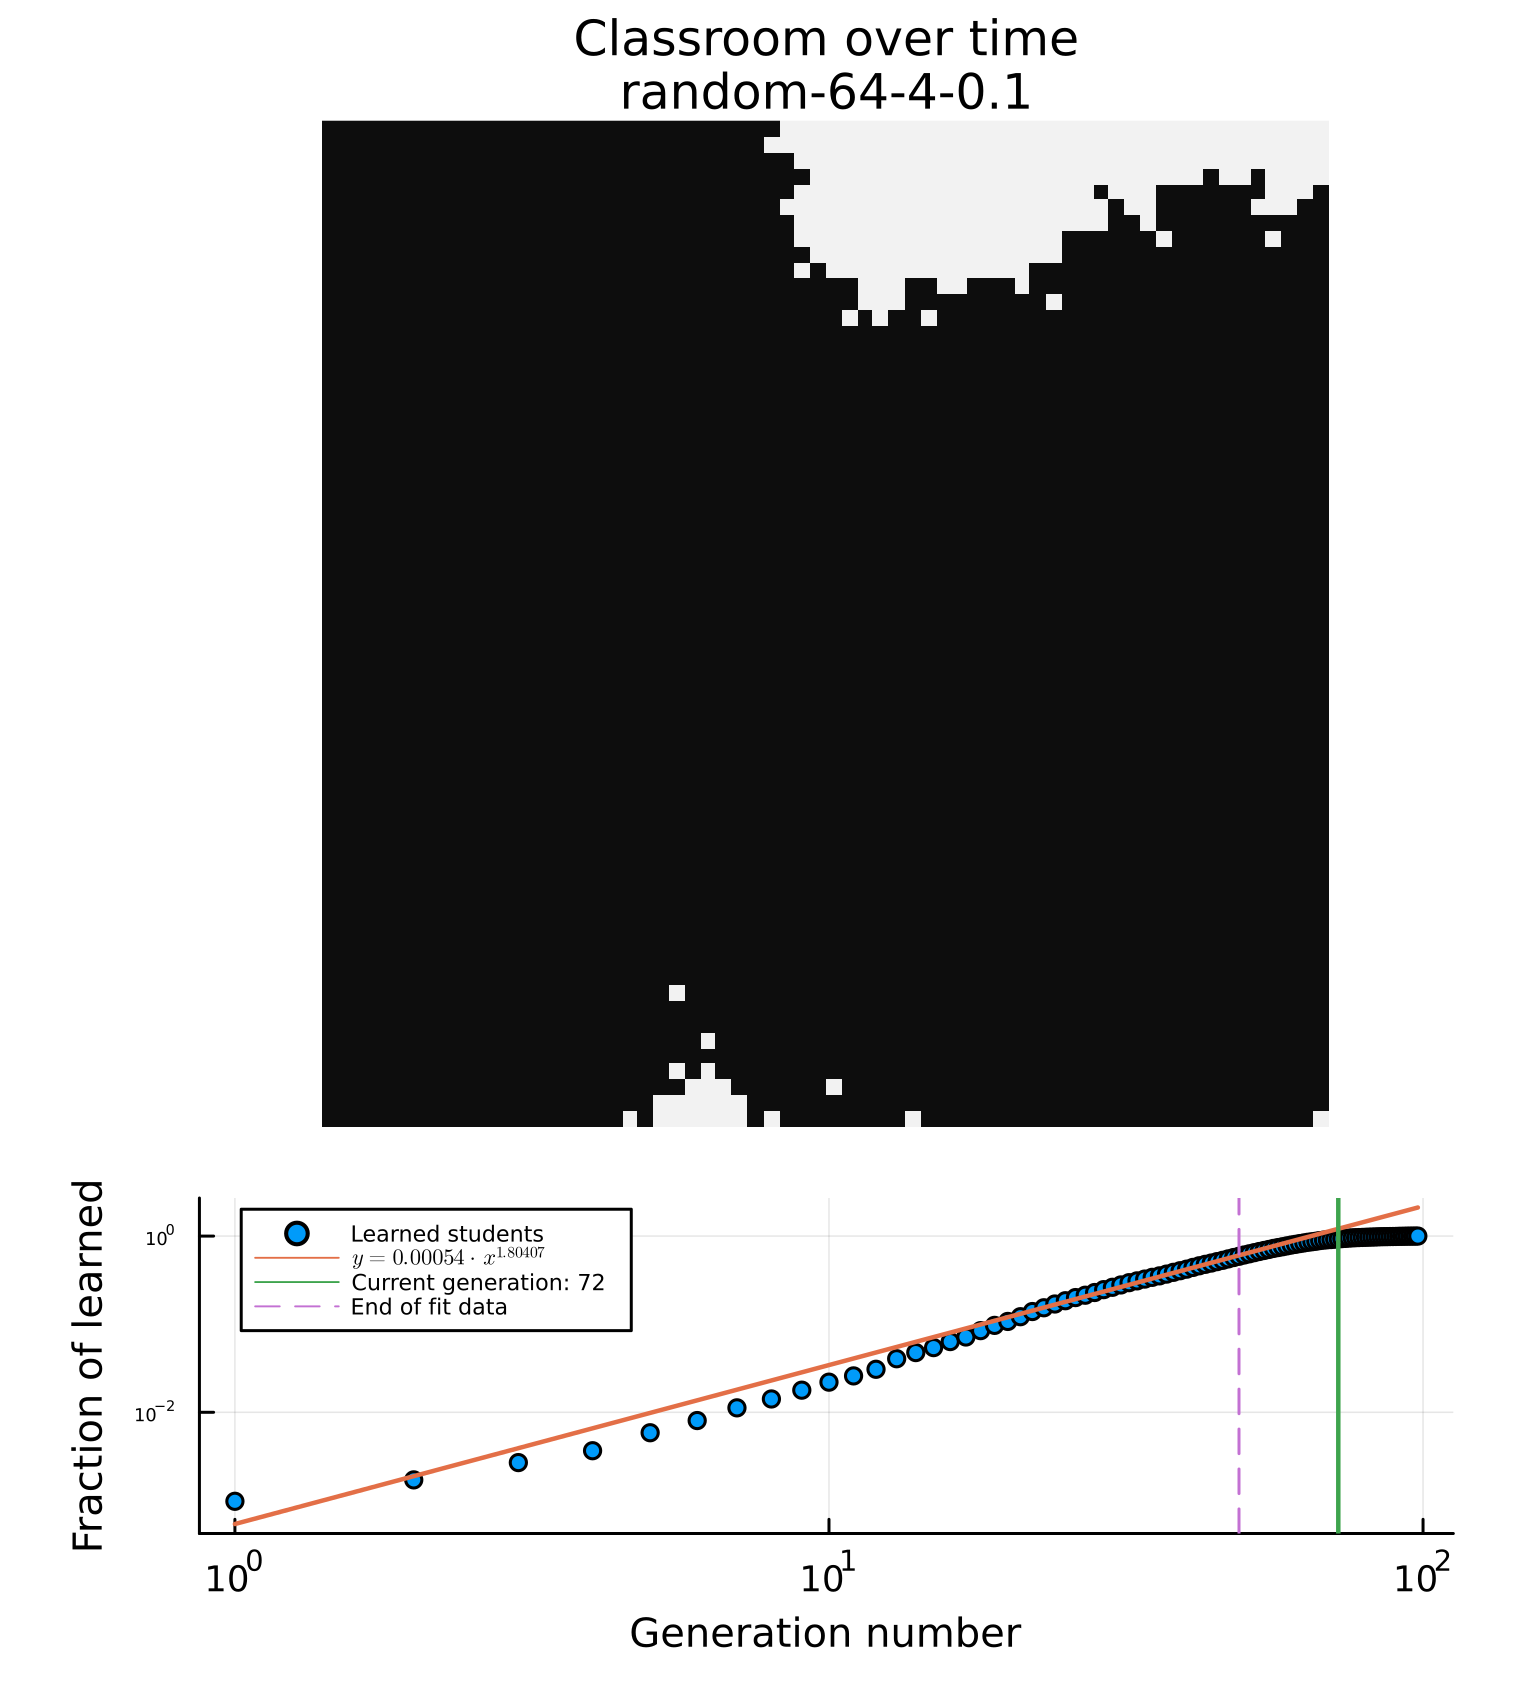 Classroom over time
random-64-4-0.1
Fraction of learned
10^0
10^-2
Learned students
y = 0.00054 · x^1.80407
Current generation: 72
End of fit data
10^0 10^1 10^2
Generation number